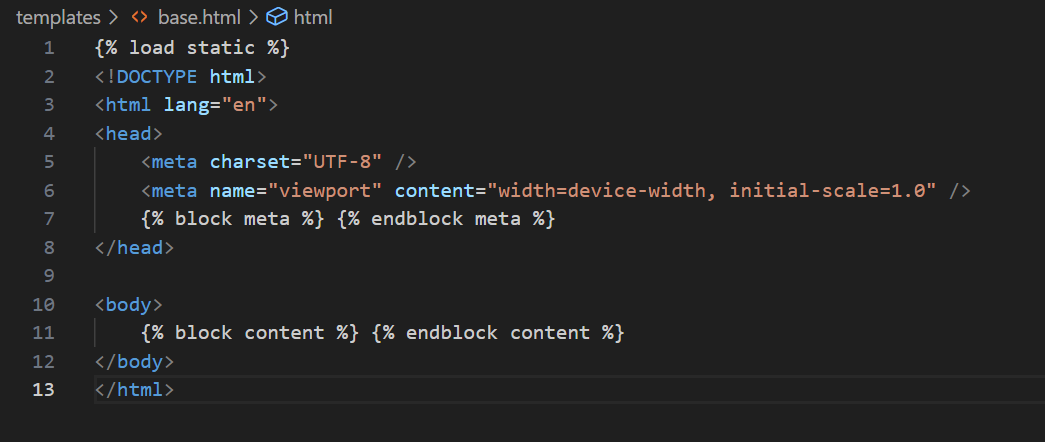 templates > <> base.html > html
1 {% load static %}
2 <!DOCTYPE html>
3 <html lang="en">
4 <head>
5     <meta charset="UTF-8" />
6     <meta name="viewport" content="width=device-width, initial-scale=1.0" />
7     {% block meta %} {% endblock meta %}
8 </head>
9
10 <body>
11     {% block content %} {% endblock content %}
12 </body>
13 </html>